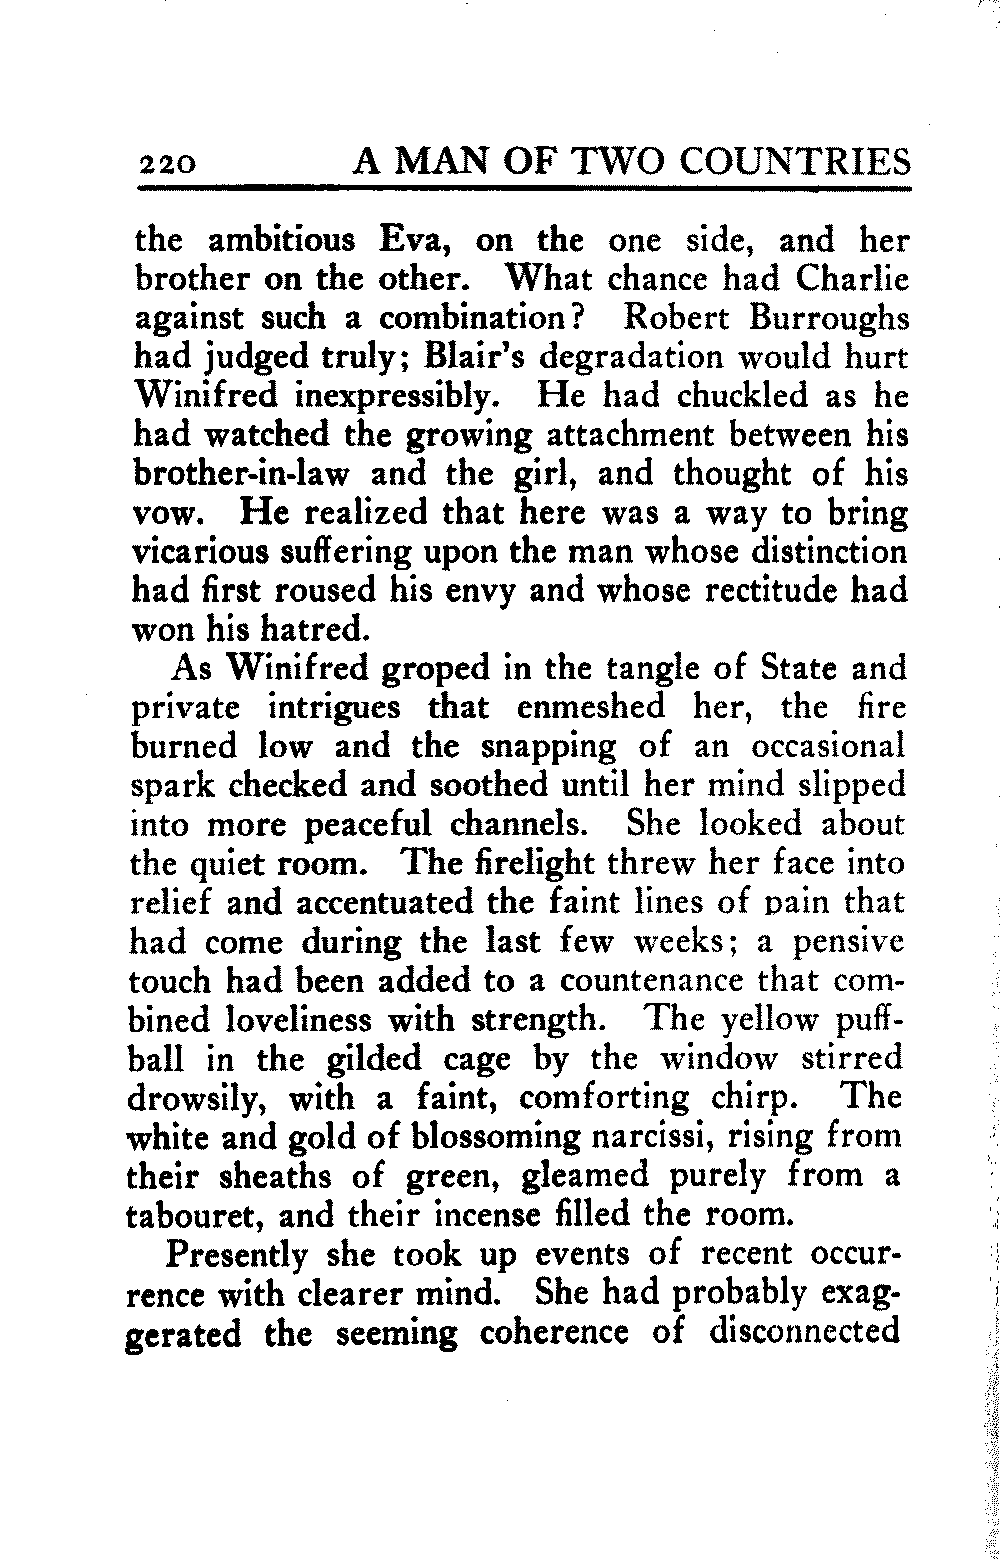 220 A MAN OF TWO COUNTRIES
the ambitious Eva, on the one side, and her
brother on the other. What chance had Charlie
against such a combination? Robert Burroughs
had judged truly; Blair's degradation would hurt
Winifred inexpressibly. He had chuckled as he
had watched the growing attachment between his
brother-in-law and the girl, and thought of his
vow. He realized that here was a way to bring
vicarious suffering upon the man whose distinction
had first roused his envy and whose rectitude had
won his hatred.
As Winifred groped in the tangle of State and
private intrigues that enmeshed her, the fire
burned low and the snapping of an occasional
spark checked and soothed until her mind slipped
into more peaceful channels. She looked about
the quiet room. The firelight threw her face into
relief and accentuated the faint lines of pain that
had come during the last few weeks; a pensive
touch had been added to a countenance that com-
bined loveliness with strength. The yellow puff-
ball in the gilded cage by the window stirred
drowsily, with a faint, comforting chirp. The
white and gold of blossoming narcissi, rising from
their sheaths of green, gleamed purely from a
tabouret, and their incense filled the room.
Presently she took up events of recent occur-
rence with clearer mind. She had probably exag-
gerated the seeming coherence of disconnected